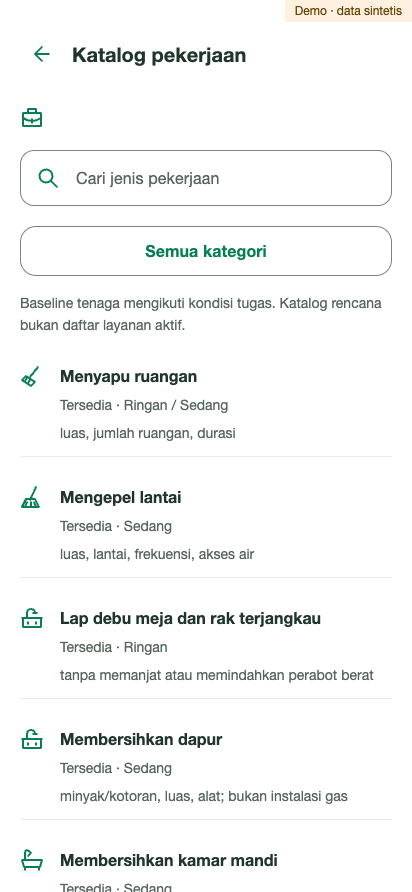 Demo · data sintetis
Katalog pekerjaan
Cari jenis pekerjaan
Semua kategori
Baseline tenaga mengikuti kondisi tugas. Katalog rencana
bukan daftar layanan aktif.
Menyapu ruangan
Tersedia · Ringan / Sedang
luas, jumlah ruangan, durasi
Mengepel lantai
Tersedia · Sedang
luas, lantai, frekuensi, akses air
Lap debu meja dan rak terjangkau
Tersedia · Ringan
tanpa memanjat atau memindahkan perabot berat
Membersihkan dapur
Tersedia · Sedang
minyak/kotoran, luas, alat; bukan instalasi gas
Membersihkan kamar mandi
Tersedia · Sedang